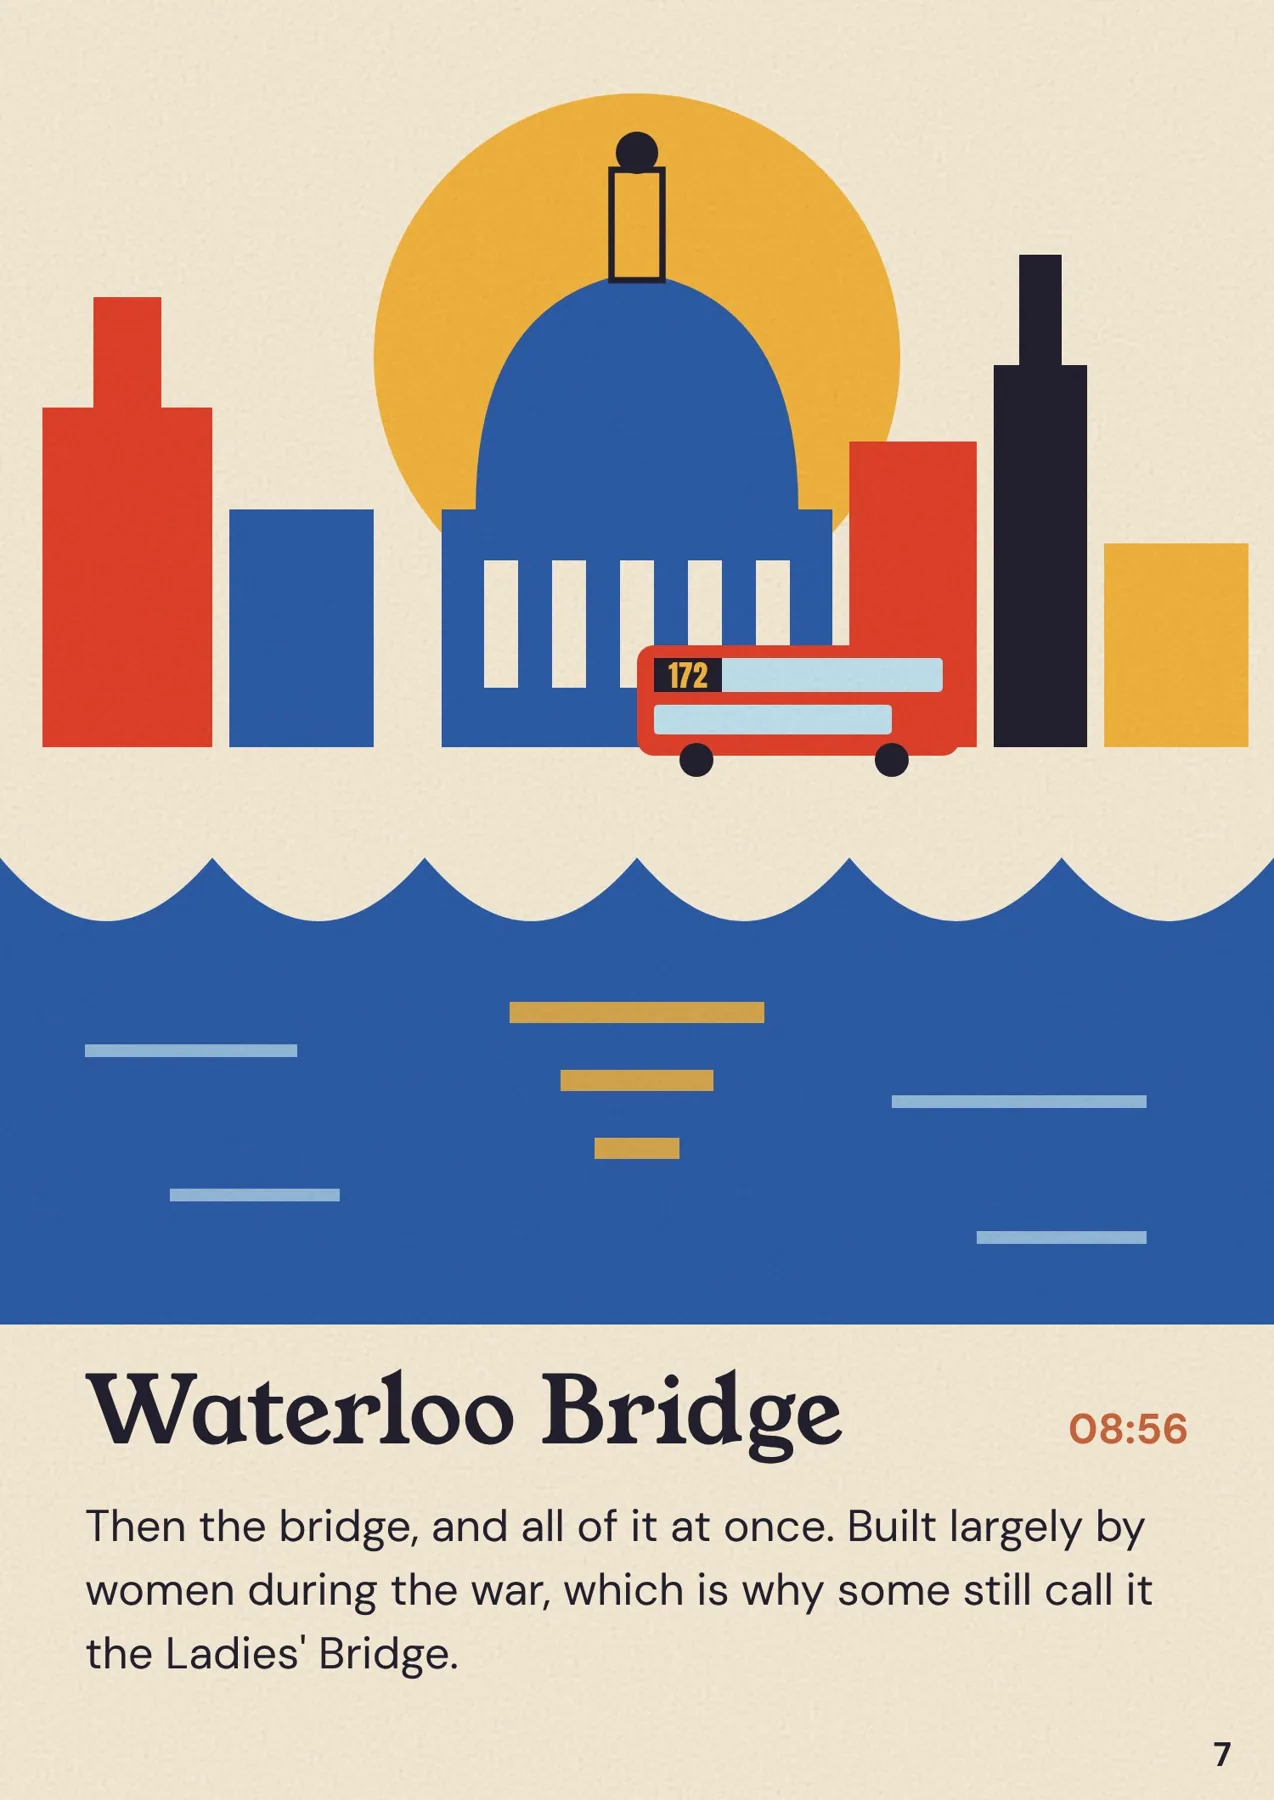 172
Waterloo Bridge
08:56
Then the bridge, and all of it at once. Built largely by
women during the war, which is why some still call it
the Ladies' Bridge.
7